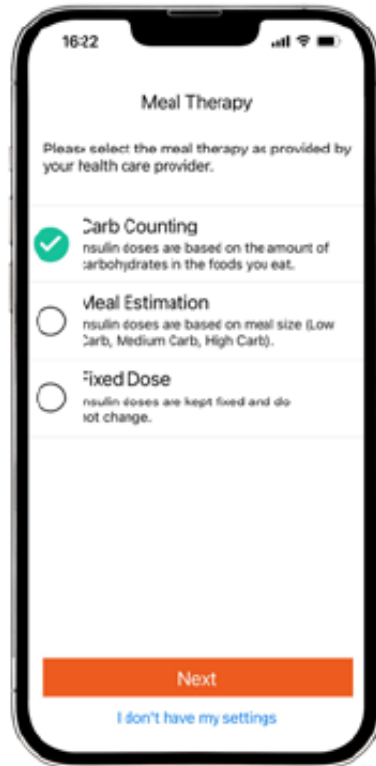 16:22
Meal Therapy
Please select the meal therapy as provided by
your health care provider.
Carb Counting
Insulin doses are based on the amount of
carbohydrates in the foods you eat.
Meal Estimation
Insulin doses are based on meal size (Low
Carb, Medium Carb, High Carb).
Fixed Dose
Insulin doses are kept fixed and do
not change.
Next
I don't have my settings